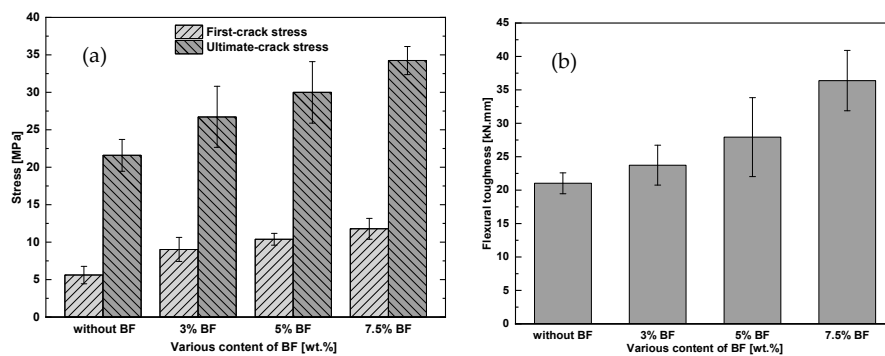 (a)
First-crack stress
Ultimate-crack stress
40
35
30
25
20
15
10
5
0
Stress [MPa]
without BF 3% BF 5% BF 7.5% BF
Various content of BF [wt.%]
(b)
45
40
35
30
25
20
15
10
5
0
Flexural toughness [kN.mm]
without BF 3% BF 5% BF 7.5% BF
Various content of BF [wt.%]